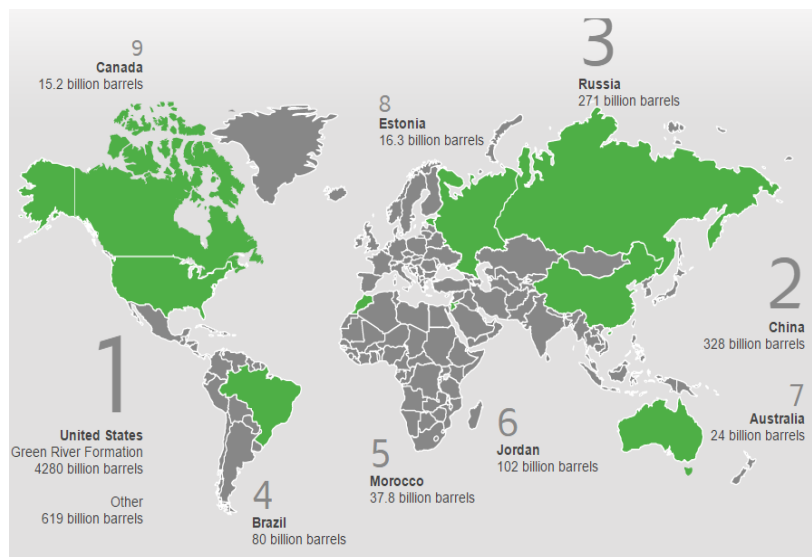 9
Canada
15.2 billion barrels
8
Estonia
16.3 billion barrels
3
Russia
271 billion barrels
2
China
328 billion barrels
1
United States
Green River Formation
4280 billion barrels
Other
619 billion barrels
4
Brazil
80 billion barrels
5
Morocco
37.8 billion barrels
6
Jordan
102 billion barrels
7
Australia
24 billion barrels